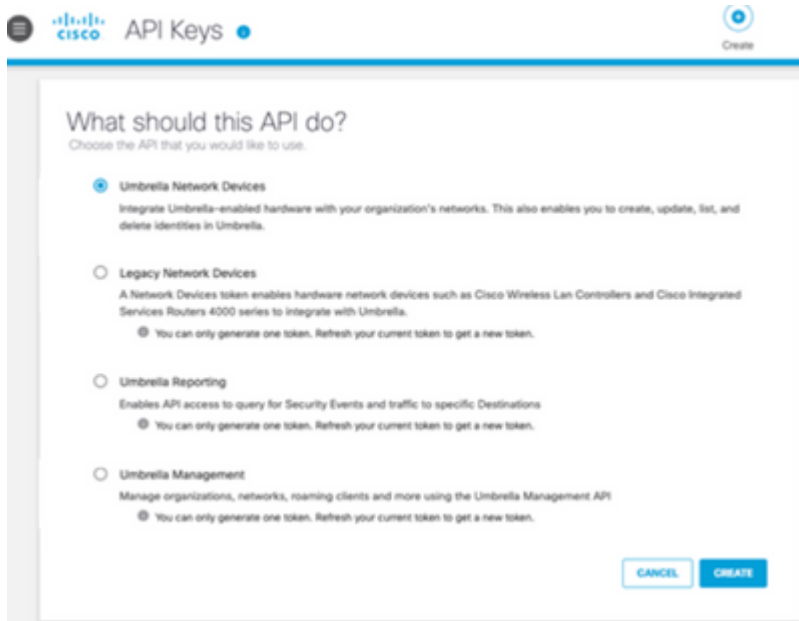 CISCO API Keys
Create
What should this API do?
Choose the API that you would like to use.
Umbrella Network Devices
Integrate Umbrella-enabled hardware with your organization's networks. This also enables you to create, update, list, and
delete identities in Umbrella.
Legacy Network Devices
A Network Devices token enables hardware network devices such as Cisco Wireless Lan Controllers and Cisco Integrated
Services Routers 4000 series to integrate with Umbrella.
You can only generate one token. Refresh your current token to get a new token.
Umbrella Reporting
Enables API access to query for Security Events and traffic to specific Destinations
You can only generate one token. Refresh your current token to get a new token.
Umbrella Management
Manage organizations, networks, roaming clients and more using the Umbrella Management API
You can only generate one token. Refresh your current token to get a new token.
CANCEL CREATE